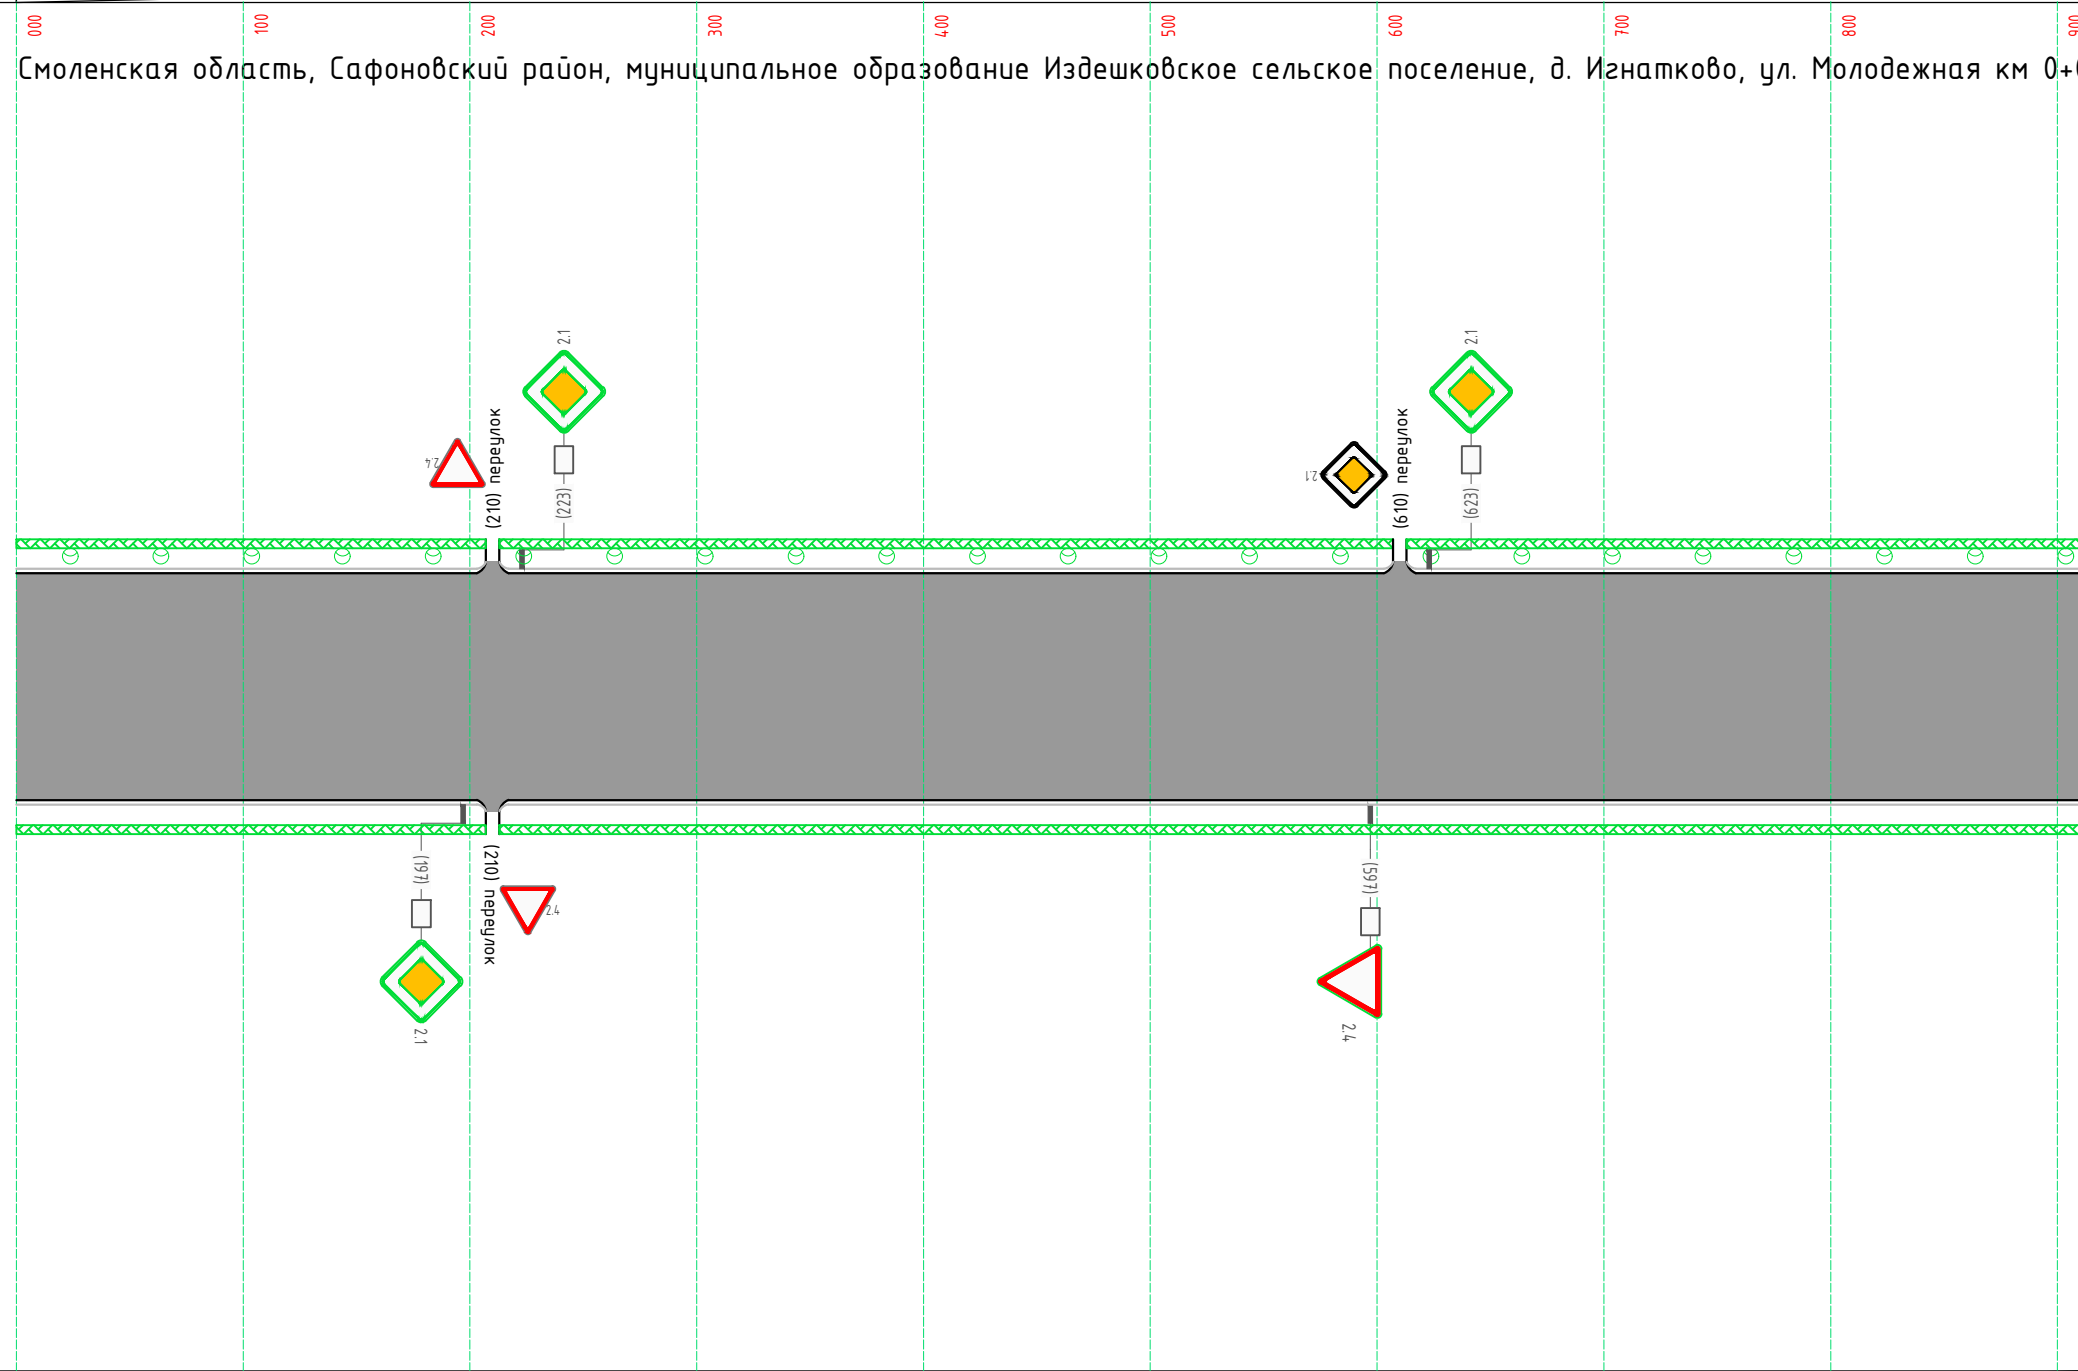 000 100 200 300 400 500 600 700 800 900
Смоленская область, Сафоновский район, муниципальное образование Издешковское сельское поселение, д. Игнатково, ул. Молодежная км 0+0
2.1
2.1
2.4
(210) переулок
(223)
2.1
(610) переулок
(623)
(197)
(210) переулок
2.4
2.1
(597)
2.4